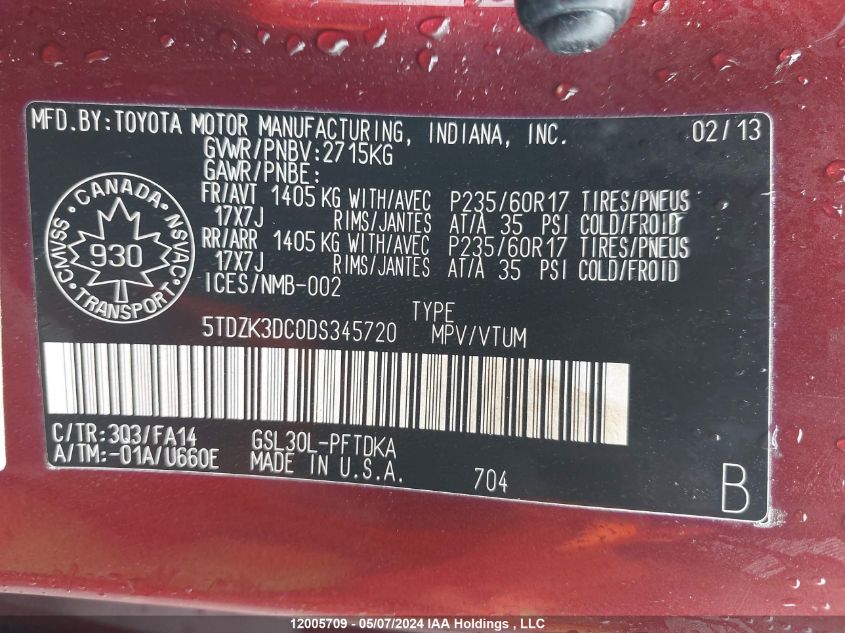 MFD.BY:TOYOTA MOTOR MANUFACTURING, INDIANA, INC. 02/13
GVWR/PNBV:2715KG
GAWR/PNBE:
FR/AVT 1405 KG WITH/AVEC P235/60R17 TIRES/PNEUS
17X7J RIMS/JANTES AT/A 35 PSI COLD/FROID
RR/ARR 1405 KG WITH/AVEC P235/60R17 TIRES/PNEUS
17X7J RIMS/JANTES AT/A 35 PSI COLD/FROID
ICES/NMB-002
CANADA
CMVSS 930 NSVAC
TRANSPORT
TYPE
5TDZK3DC0DS345720 MPV/VTUM
C/TR:3Q3/FA14 GSL30L-PFTDKA
A/TM:-01A/U660E MADE IN U.S.A. 704 B
12005709 - 05/07/2024 IAA Holdings , LLC